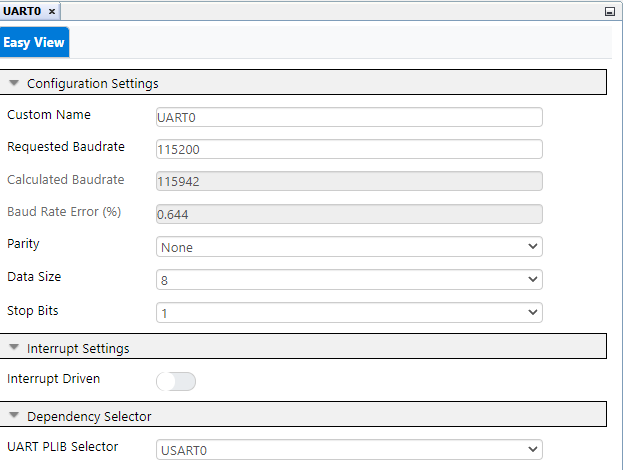 UART0 ×
Easy View
Configuration Settings
Custom Name UART0
Requested Baudrate 115200
Calculated Baudrate 115942
Baud Rate Error (%) 0.644
Parity None
Data Size 8
Stop Bits 1
Interrupt Settings
Interrupt Driven
Dependency Selector
UART PLIB Selector USART0